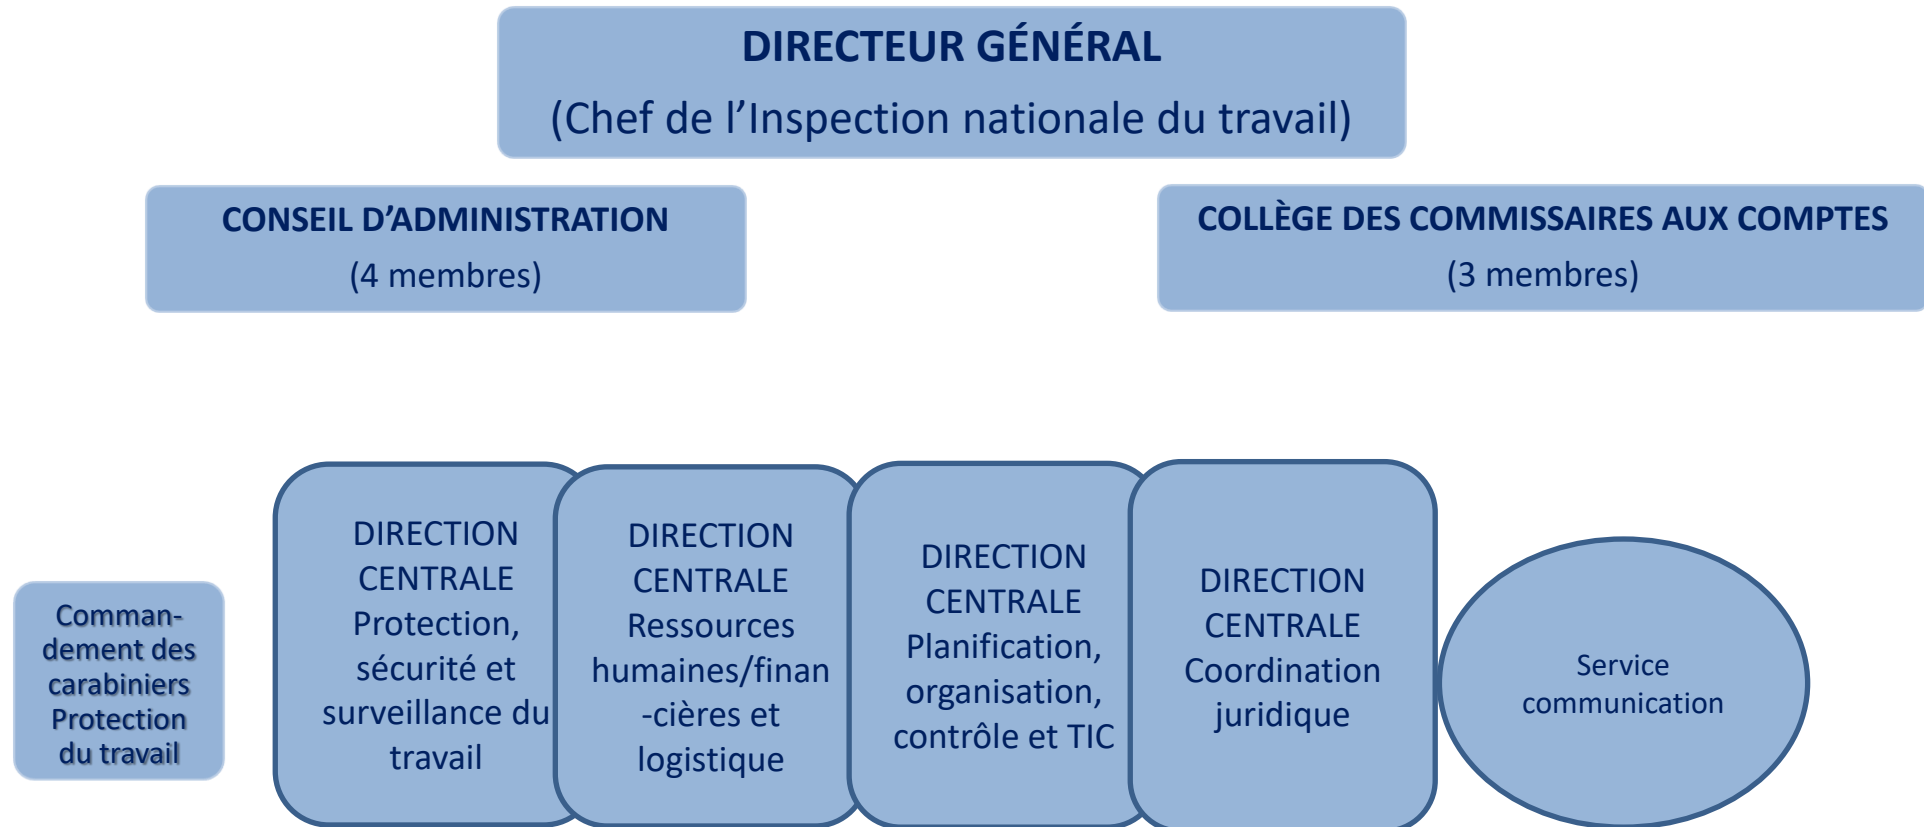 DIRECTEUR GÉNÉRAL
(Chef de l’Inspection nationale du travail)
CONSEIL D’ADMINISTRATION
(4 membres)
COLLÈGE DES COMMISSAIRES AUX COMPTES
(3 membres)
Comman-
dement des
carabiniers
Protection
du travail
DIRECTION
CENTRALE
Protection,
sécurité et
surveillance du
travail
DIRECTION
CENTRALE
Ressources
humaines/finan
-cières et
logistique
DIRECTION
CENTRALE
Planification,
organisation,
contrôle et TIC
DIRECTION
CENTRALE
Coordination
juridique
Service
communication